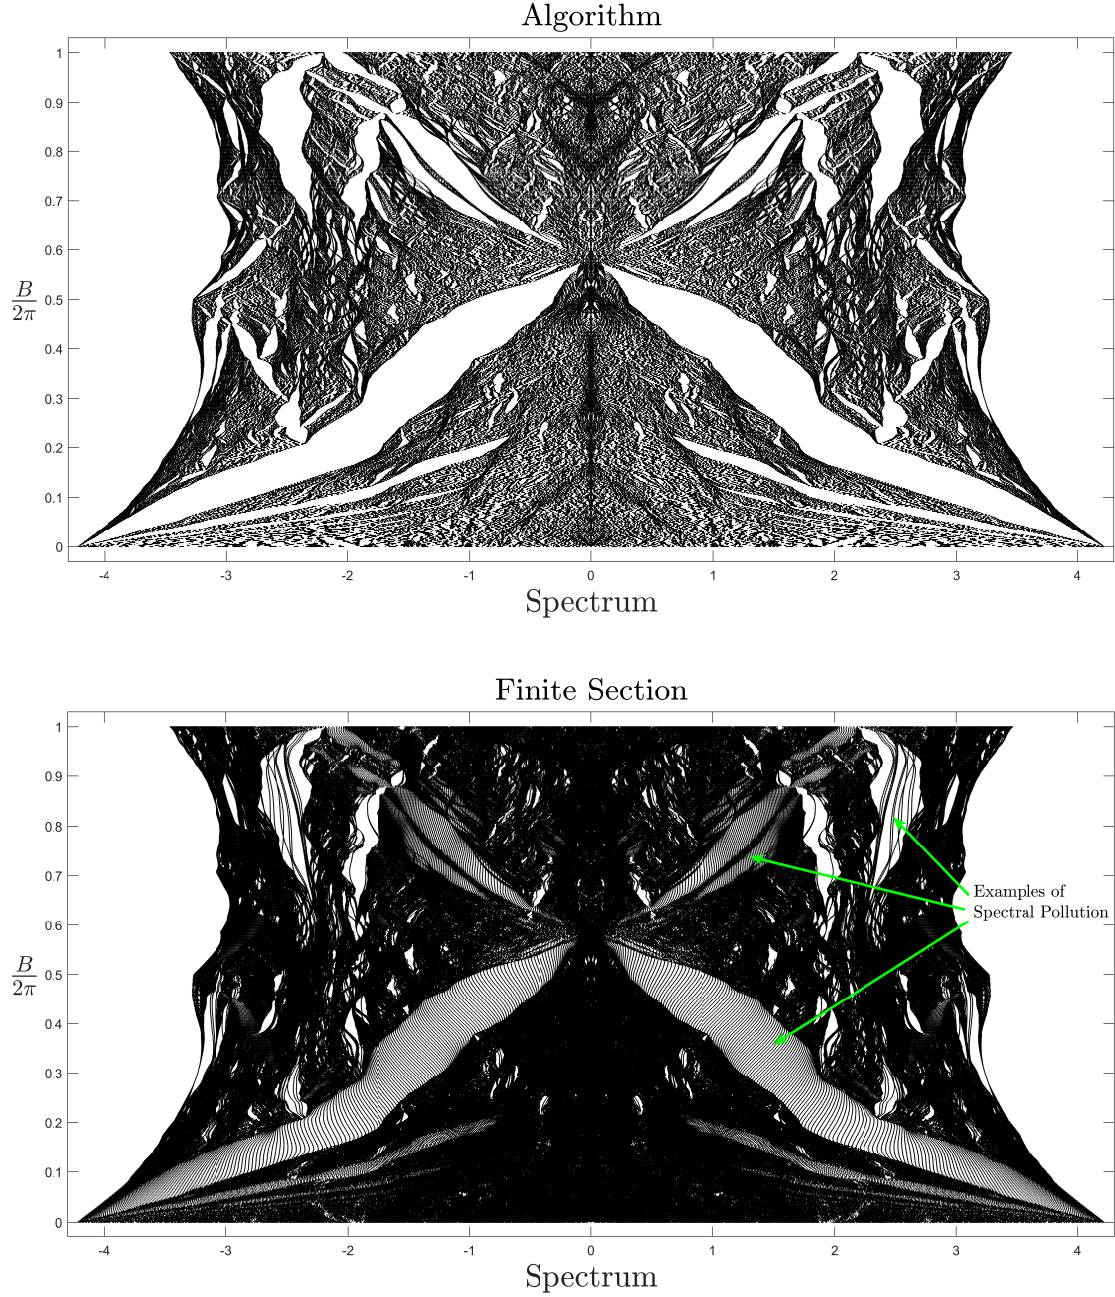 Algorithm
1
0.9
0.8
0.7
0.6
0.5
0.4
0.3
0.2
0.1
0
B
2π
-4 -3 -2 -1 0 1 2 3 4
Spectrum
Finite Section
1
0.9
0.8
0.7
0.6
0.5
0.4
0.3
0.2
0.1
0
B
2π
Examples of
Spectral Pollution
-4 -3 -2 -1 0 1 2 3 4
Spectrum